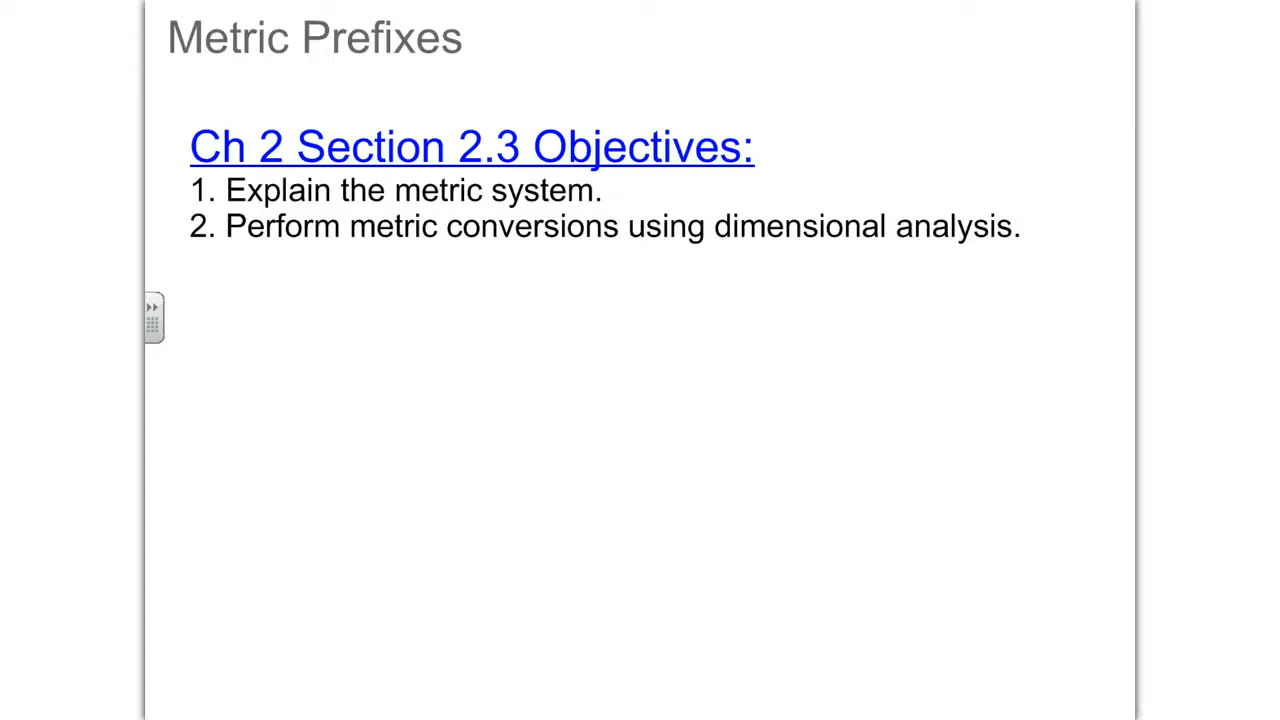 Metric Prefixes
Ch 2 Section 2.3 Objectives:
1. Explain the metric system.
2. Perform metric conversions using dimensional analysis.